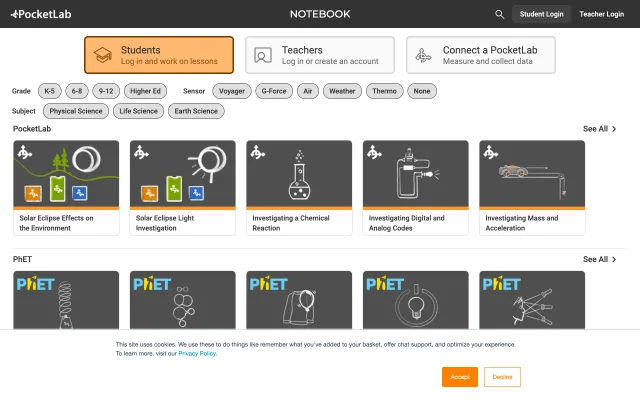 PocketLab
NOTEBOOK
Student Login
Teacher Login
Students
Log in and work on lessons
Teachers
Log in or create an account
Connect a PocketLab
Measure and collect data
Grade
K-5
6-8
9-12
Higher Ed
Sensor
Voyager
G-Force
Air
Weather
Thermo
None
Subject
Physical Science
Life Science
Earth Science
PocketLab
See All
Solar Eclipse Effects on
the Environment
Solar Eclipse Light
Investigation
Investigating a Chemical
Reaction
Investigating Digital and
Analog Codes
Investigating Mass and
Acceleration
PhET
See All
PhET
PhET
PhET
PhET
PhET
This site uses cookies. We use these to do things like remember what you've added to your basket, offer chat support, and optimize your experience.
To learn more, visit our Privacy Policy.
Accept
Decline